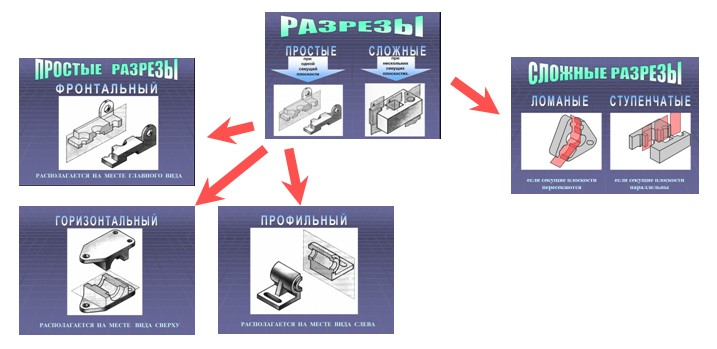 РАЗРЕЗЫ
ПРОСТЫЕ
при
одной
секущей
плоскости
СЛОЖНЫЕ
при
нескольких
секущих
плоскостях.
ПРОСТЫЕ РАЗРЕЗЫ
ФРОНТАЛЬНЫЙ
РАСПОЛАГАЕТСЯ НА МЕСТЕ ГЛАВНОГО ВИДА
СЛОЖНЫЕ РАЗРЕЗЫ
ЛОМАНЫЕ
если секущие плоскости
пересекаются
СТУПЕНЧАТЫЕ
если секущие плоскости
параллельны
ГОРИЗОНТАЛЬНЫЙ
РАСПОЛАГАЕТСЯ НА МЕСТЕ ВИДА СВЕРХУ
ПРОФИЛЬНЫЙ
РАСПОЛАГАЕТСЯ НА МЕСТЕ ВИДА СЛЕВА